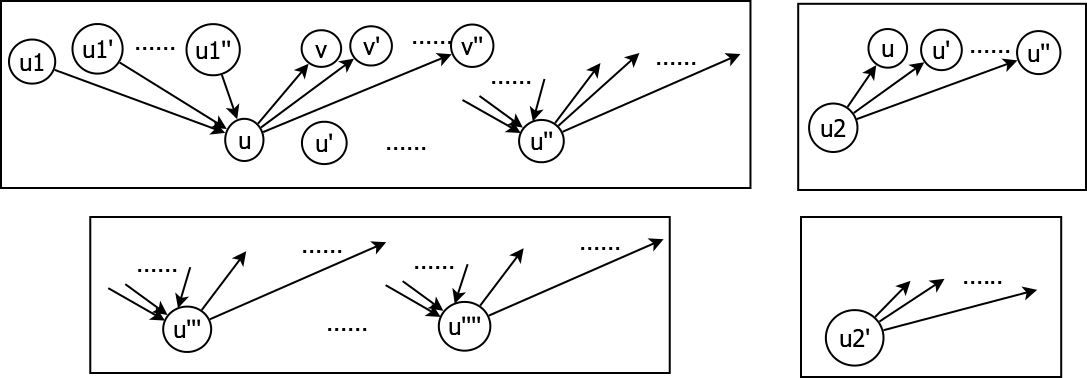 u1 u1' ...... u1" v v' ...... v"
...... ......
u u' ...... u"
u u' ...... u"
u2
...... ......
...... ......
u''' ...... u''''
......
u2'